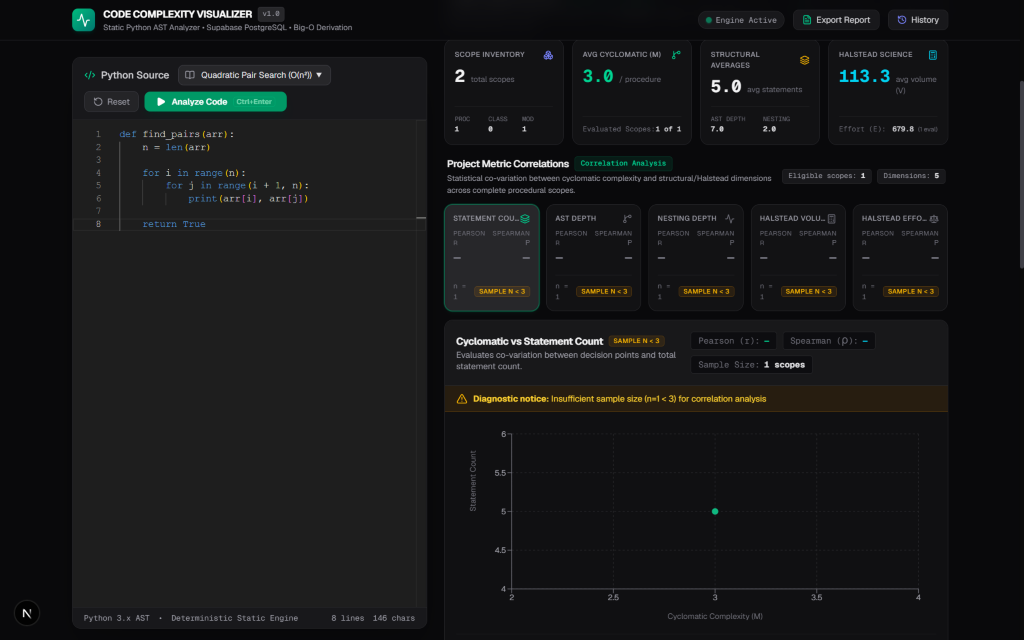 CODE COMPLEXITY VISUALIZER v1.0
Static Python AST Analyzer • Supabase PostgreSQL • Big-O Derivation
Engine Active
Export Report
History
Python Source
Quadratic Pair Search (O(n²)) ▼
Reset
Analyze Code Ctrl+Enter
1 def find_pairs(arr):
2 n = len(arr)
3
4 for i in range(n):
5 for j in range(i + 1, n):
6 print(arr[i], arr[j])
7
8 return True
Python 3.x AST • Deterministic Static Engine 8 lines 146 chars
SCOPE INVENTORY
2 total scopes
PROC CLASS MOD
1 0 1
AVG CYCLOMATIC (M)
3.0 / procedure
Evaluated Scopes: 1 of 1
STRUCTURAL
AVERAGES
5.0 avg statements
AST DEPTH NESTING
7.0 2.0
HALSTEAD SCIENCE
113.3 avg volume
(V)
Effort (E): 679.8 (1 eval)
Project Metric Correlations Correlation Analysis
Statistical co-variation between cyclomatic complexity and structural/Halstead dimensions
across complete procedural scopes.
Eligible scopes: 1
Dimensions: 5
STATEMENT COU...
PEARSON SPEARMAN
R P
— —
n =
1
SAMPLE N < 3
AST DEPTH
PEARSON SPEARMAN
R P
— —
n =
1
SAMPLE N < 3
NESTING DEPTH
PEARSON SPEARMAN
R P
— —
n =
1
SAMPLE N < 3
HALSTEAD VOLU...
PEARSON SPEARMAN
R P
— —
n =
1
SAMPLE N < 3
HALSTEAD EFFO...
PEARSON SPEARMAN
R P
— —
n =
1
SAMPLE N < 3
Cyclomatic vs Statement Count SAMPLE N < 3
Evaluates co-variation between decision points and total
statement count.
Pearson (r): —
Spearman (ρ): —
Sample Size: 1 scopes
Diagnostic notice: Insufficient sample size (n=1 < 3) for correlation analysis
Statement Count
6
5.5
5
4.5
4
2 2.5 3 3.5 4
Cyclomatic Complexity (M)
N